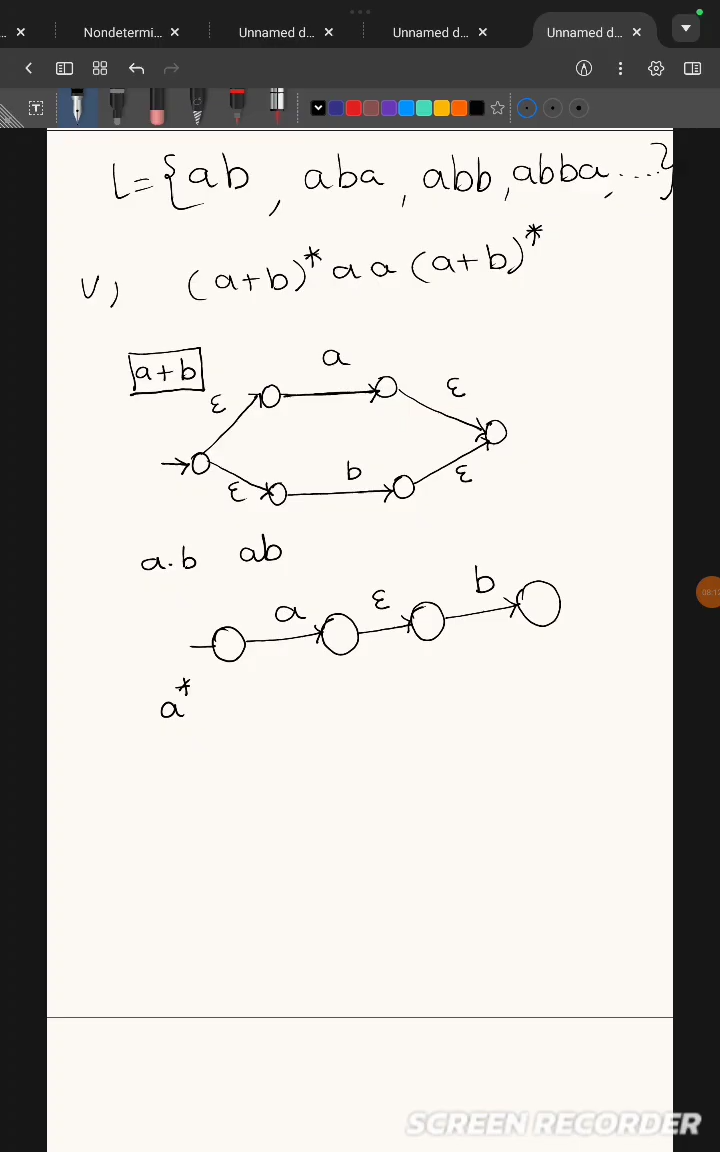 Nondetermi...
Unnamed d...
Unnamed d...
Unnamed d...
T
L={ab, aba, abb, abba, ....}
V) (a+b)* aa (a+b)*
a+b
a
ε
ε
ε
b
ε
a.b ab
a
ε
b
a*
SCREEN RECORDER